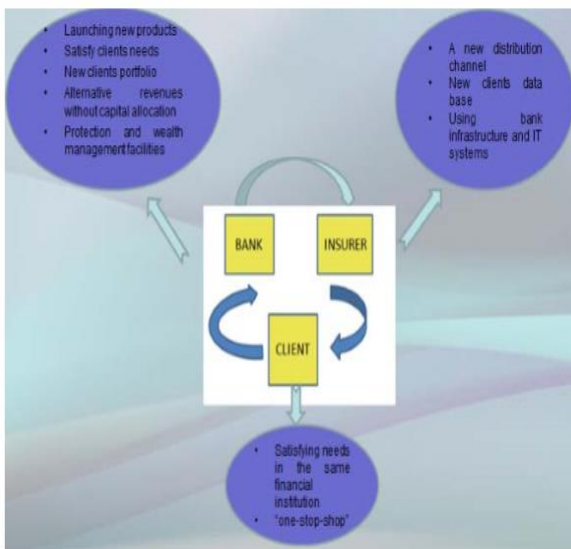 • Launching new products
• Satisfy clients needs
• New clients portfolio
• Alternative revenues
without capital allocation
• Protection and wealth
management facilities
• A new distribution
channel
• New clients data
base
• Using bank
infrastructure and IT
systems
BANK
INSURER
CLIENT
• Satisfying needs
in the same
financial
institution
• "one-stop-shop"